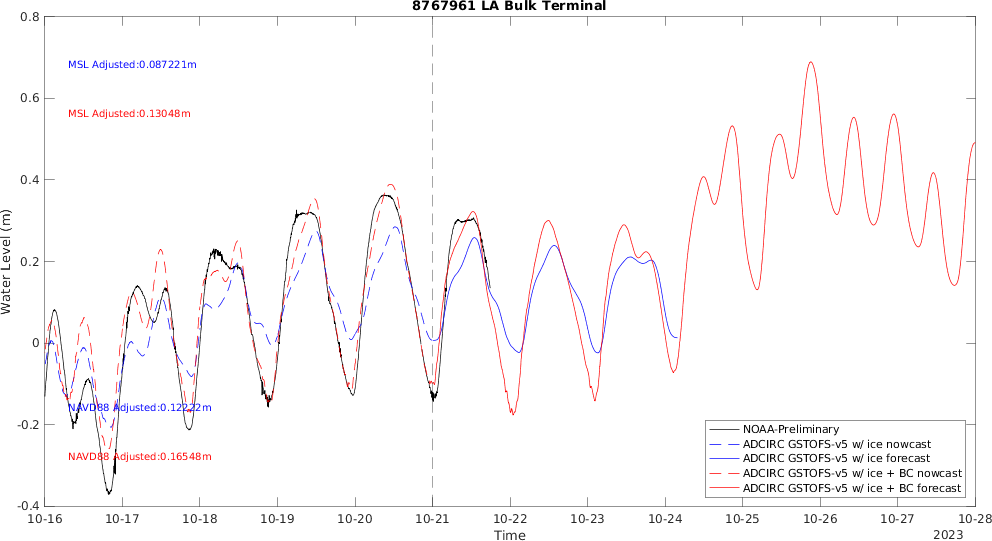 8767961 LA Bulk Terminal
0.8
MSL Adjusted:0.087221m
0.6
MSL Adjusted:0.13048m
0.4
Water Level (m)
0.2
0
-0.2
NAVD88 Adjusted:0.12222m
NAVD88 Adjusted:0.16548m
-0.4
NOAA-Preliminary
ADCIRC GSTOFS-v5 w/ ice nowcast
ADCIRC GSTOFS-v5 w/ ice forecast
ADCIRC GSTOFS-v5 w/ ice + BC nowcast
ADCIRC GSTOFS-v5 w/ ice + BC forecast
10-16 10-17 10-18 10-19 10-20 10-21 10-22 10-23 10-24 10-25 10-26 10-27 10-28
Time
2023